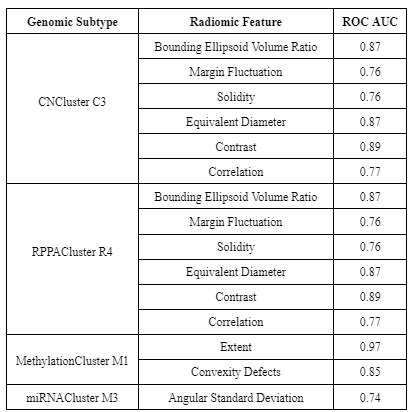 Genomic Subtype Radiomic Feature ROC AUC
CNCluster C3
Bounding Ellipsoid Volume Ratio 0.87
Margin Fluctuation 0.76
Solidity 0.76
Equivalent Diameter 0.87
Contrast 0.89
Correlation 0.77
RPPACluster R4
Bounding Ellipsoid Volume Ratio 0.87
Margin Fluctuation 0.76
Solidity 0.76
Equivalent Diameter 0.87
Contrast 0.89
Correlation 0.77
MethylationCluster M1
Extent 0.97
Convexity Defects 0.85
miRNACluster M3 Angular Standard Deviation 0.74